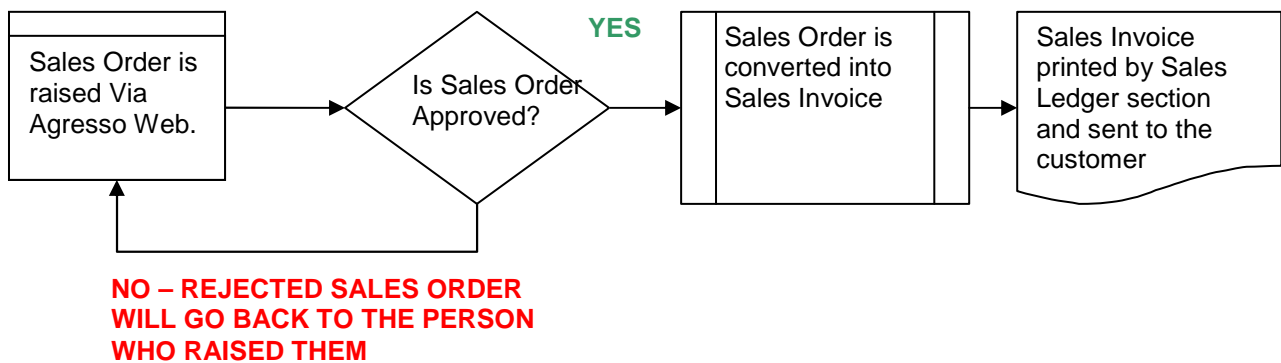 Sales Order is
raised Via
Agresso Web.
Is Sales Order
Approved?
YES
Sales Order is
converted into
Sales Invoice
Sales Invoice
printed by Sales
Ledger section
and sent to the
customer
NO – REJECTED SALES ORDER
WILL GO BACK TO THE PERSON
WHO RAISED THEM